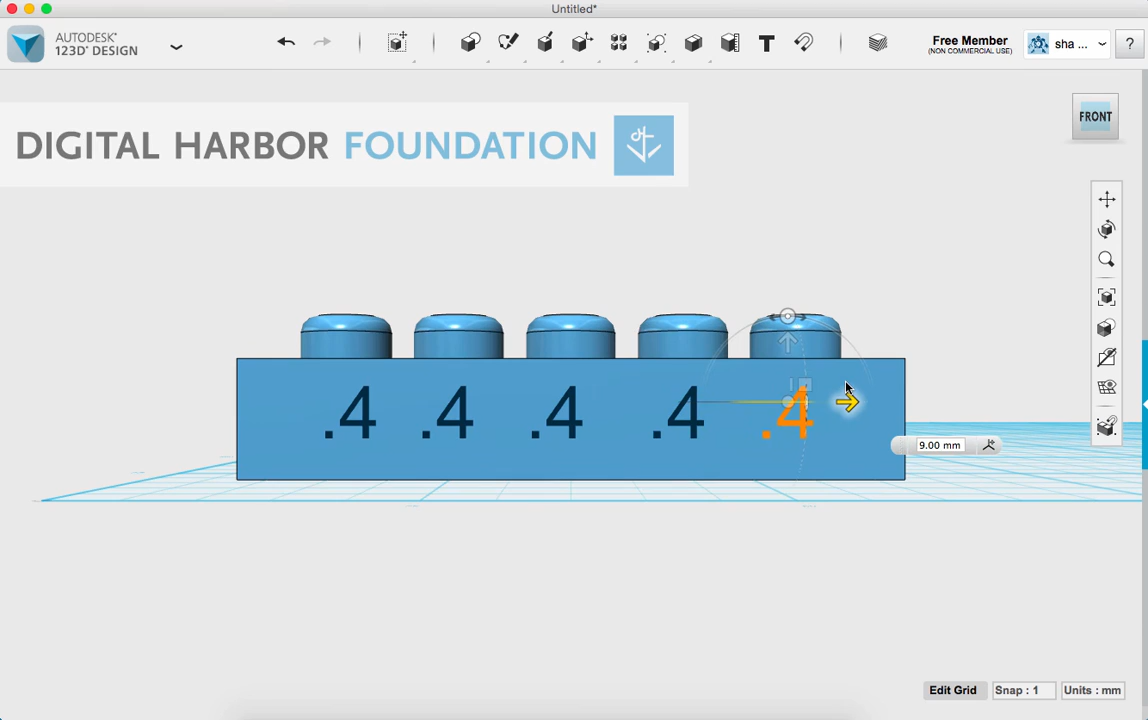 Untitled*
AUTODESK®
123D® DESIGN
Free Member
(NON COMMERCIAL USE)
sha ...
?
T
DIGITAL HARBOR FOUNDATION
FRONT
.4 .4 .4 .4 .4
9.00 mm
Edit Grid
Snap : 1
Units : mm